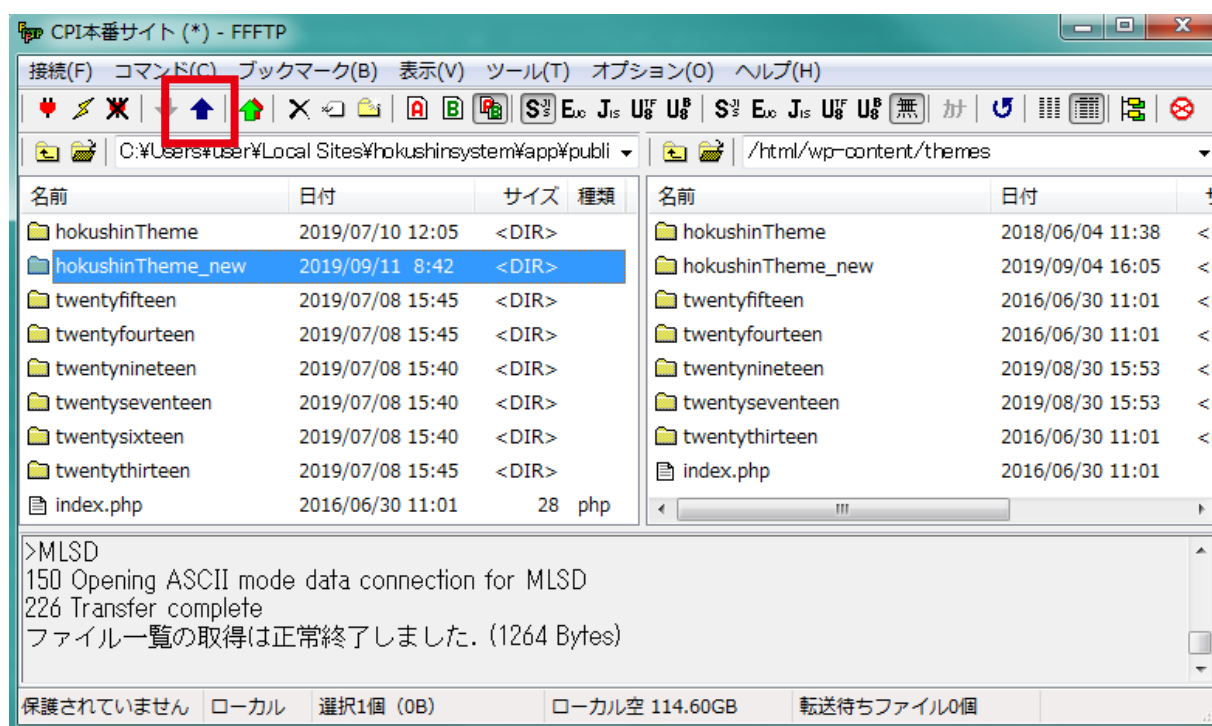 CPI本番サイト (*) - FFFTP
接続(F) コマンド(C) ブックマーク(B) 表示(V) ツール(T) オプション(O) ヘルプ(H)
A B S Euc Jis UTF8 U8B S Euc Jis UTF8 U8B 無 ｶﾅ
C:¥Users¥user¥Local Sites¥hokushinsystem¥app¥publi /html/wp-content/themes
名前 日付 サイズ 種類 名前 日付
hokushinTheme 2019/07/10 12:05 <DIR> hokushinTheme 2018/06/04 11:38 <
hokushinTheme_new 2019/09/11 8:42 <DIR> hokushinTheme_new 2019/09/04 16:05 <
twentyfifteen 2019/07/08 15:45 <DIR> twentyfifteen 2016/06/30 11:01 <
twentyfourteen 2019/07/08 15:45 <DIR> twentyfourteen 2016/06/30 11:01 <
twentynineteen 2019/07/08 15:40 <DIR> twentynineteen 2019/08/30 15:53 <
twentyseventeen 2019/07/08 15:40 <DIR> twentyseventeen 2019/08/30 15:53 <
twentysixteen 2019/07/08 15:40 <DIR> twentythirteen 2016/06/30 11:01 <
twentythirteen 2019/07/08 15:45 <DIR> index.php 2016/06/30 11:01
index.php 2016/06/30 11:01 28 php
>MLSD
150 Opening ASCII mode data connection for MLSD
226 Transfer complete
ファイル一覧の取得は正常終了しました. (1264 Bytes)
保護されていません ローカル 選択1個 (0B) ローカル空 114.60GB 転送待ちファイル0個